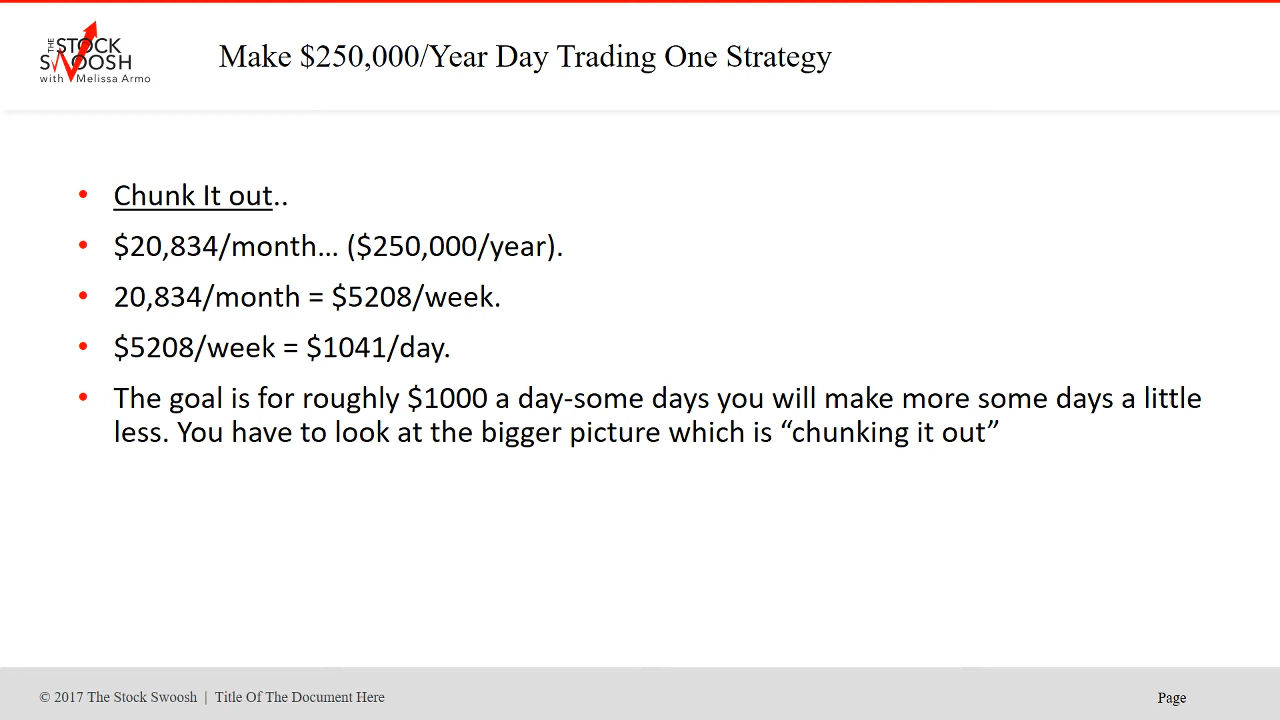 THE STOCK
SWOOSH
with Melissa Armo
Make $250,000/Year Day Trading One Strategy
• Chunk It out..
• $20,834/month... ($250,000/year).
• 20,834/month = $5208/week.
• $5208/week = $1041/day.
• The goal is for roughly $1000 a day-some days you will make more some days a little
less. You have to look at the bigger picture which is “chunking it out”
© 2017 The Stock Swoosh | Title Of The Document Here
Page